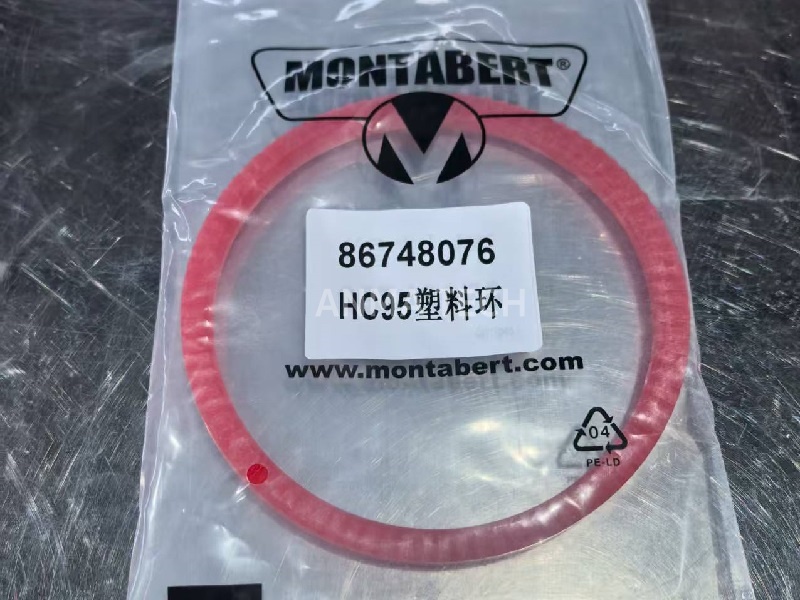 MONTABERT®
86748076
HC95塑料环
www.montabert.com
04
PE-LD